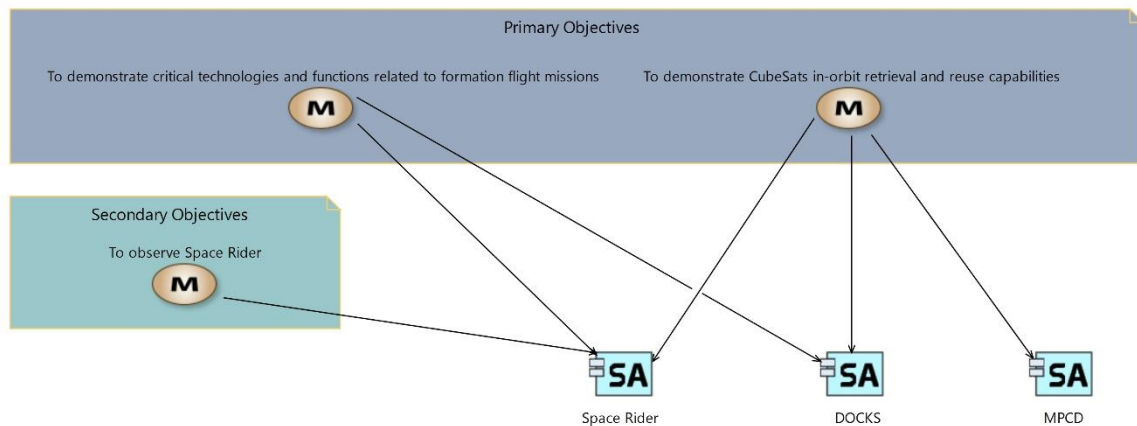 Primary Objectives
To demonstrate critical technologies and functions related to formation flight missions
To demonstrate CubeSats in-orbit retrieval and reuse capabilities
M
M
Secondary Objectives
To observe Space Rider
M
SA
SA
SA
Space Rider
DOCKS
MPCD